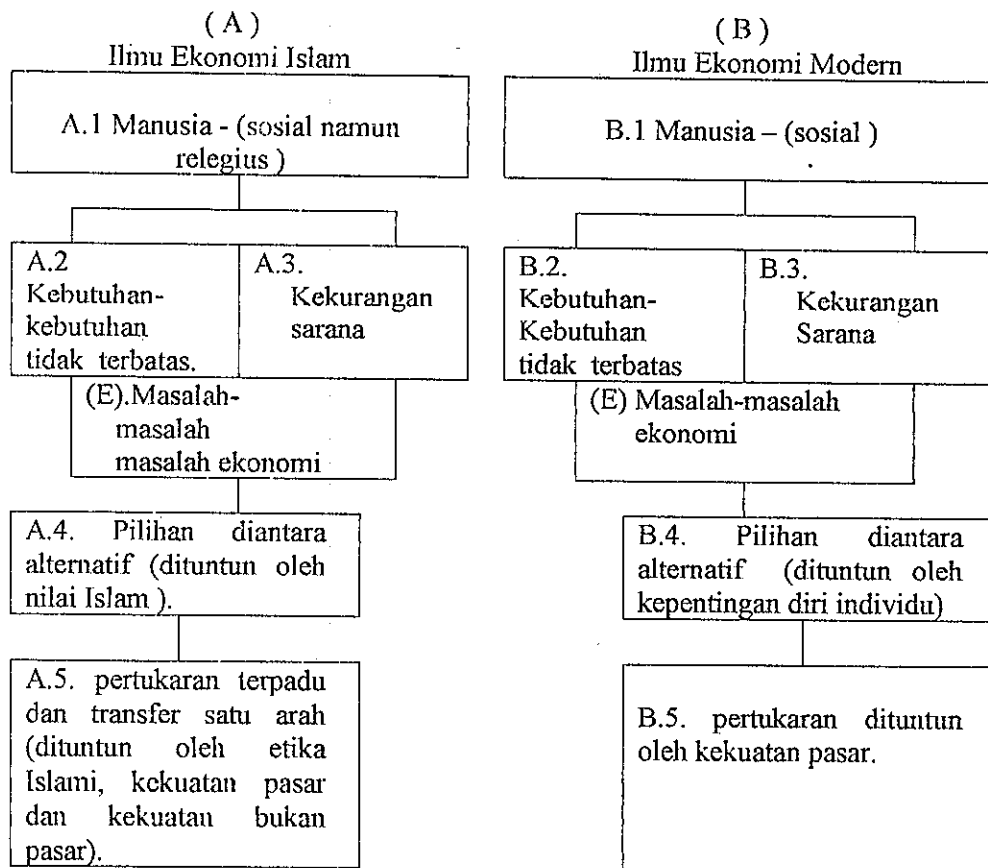 ( A )
Ilmu Ekonomi Islam
A.1 Manusia - (sosial namun
relegius )
A.2
Kebutuhan-
kebutuhan
tidak terbatas.
A.3.
Kekurangan
sarana
(E).Masalah-
masalah
masalah ekonomi
A.4. Pilihan diantara
alternatif (dituntun oleh
nilai Islam ).
A.5. pertukaran terpadu
dan transfer satu arah
(dituntun oleh etika
Islami, kekuatan pasar
dan kekuatan bukan
pasar).
( B )
Ilmu Ekonomi Modern
B.1 Manusia – (sosial )
B.2.
Kebutuhan-
Kebutuhan
tidak terbatas
B.3.
Kekurangan
Sarana
(E) Masalah-masalah
ekonomi
B.4. Pilihan diantara
alternatif (dituntun oleh
kepentingan diri individu)
B.5. pertukaran dituntun
oleh kekuatan pasar.